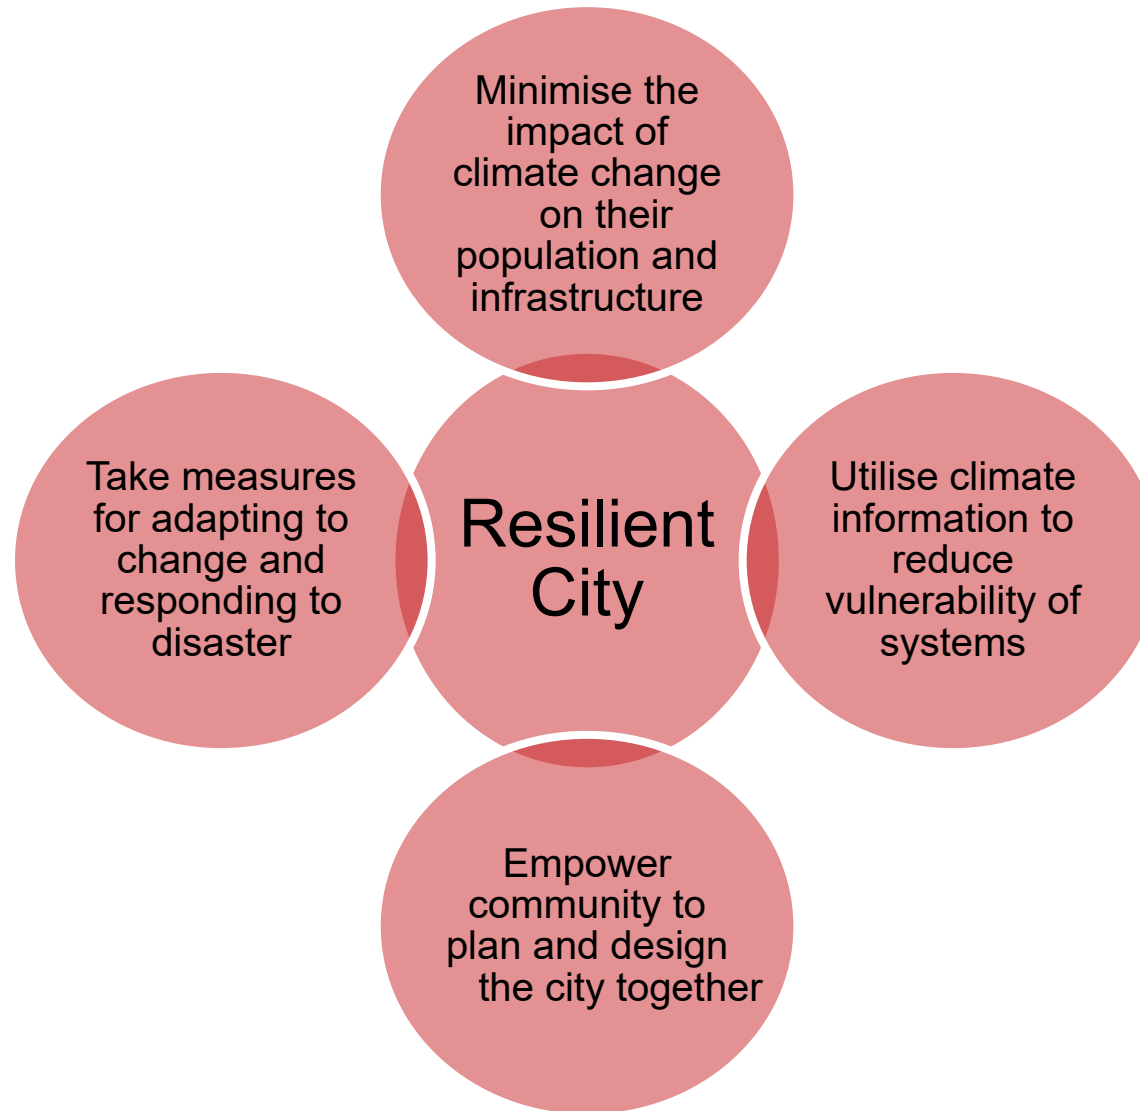 Minimise the
impact of
climate change
on their
population and
infrastructure
Take measures
for adapting to
change and
responding to
disaster
Resilient
City
Utilise climate
information to
reduce
vulnerability of
systems
Empower
community to
plan and design
the city together